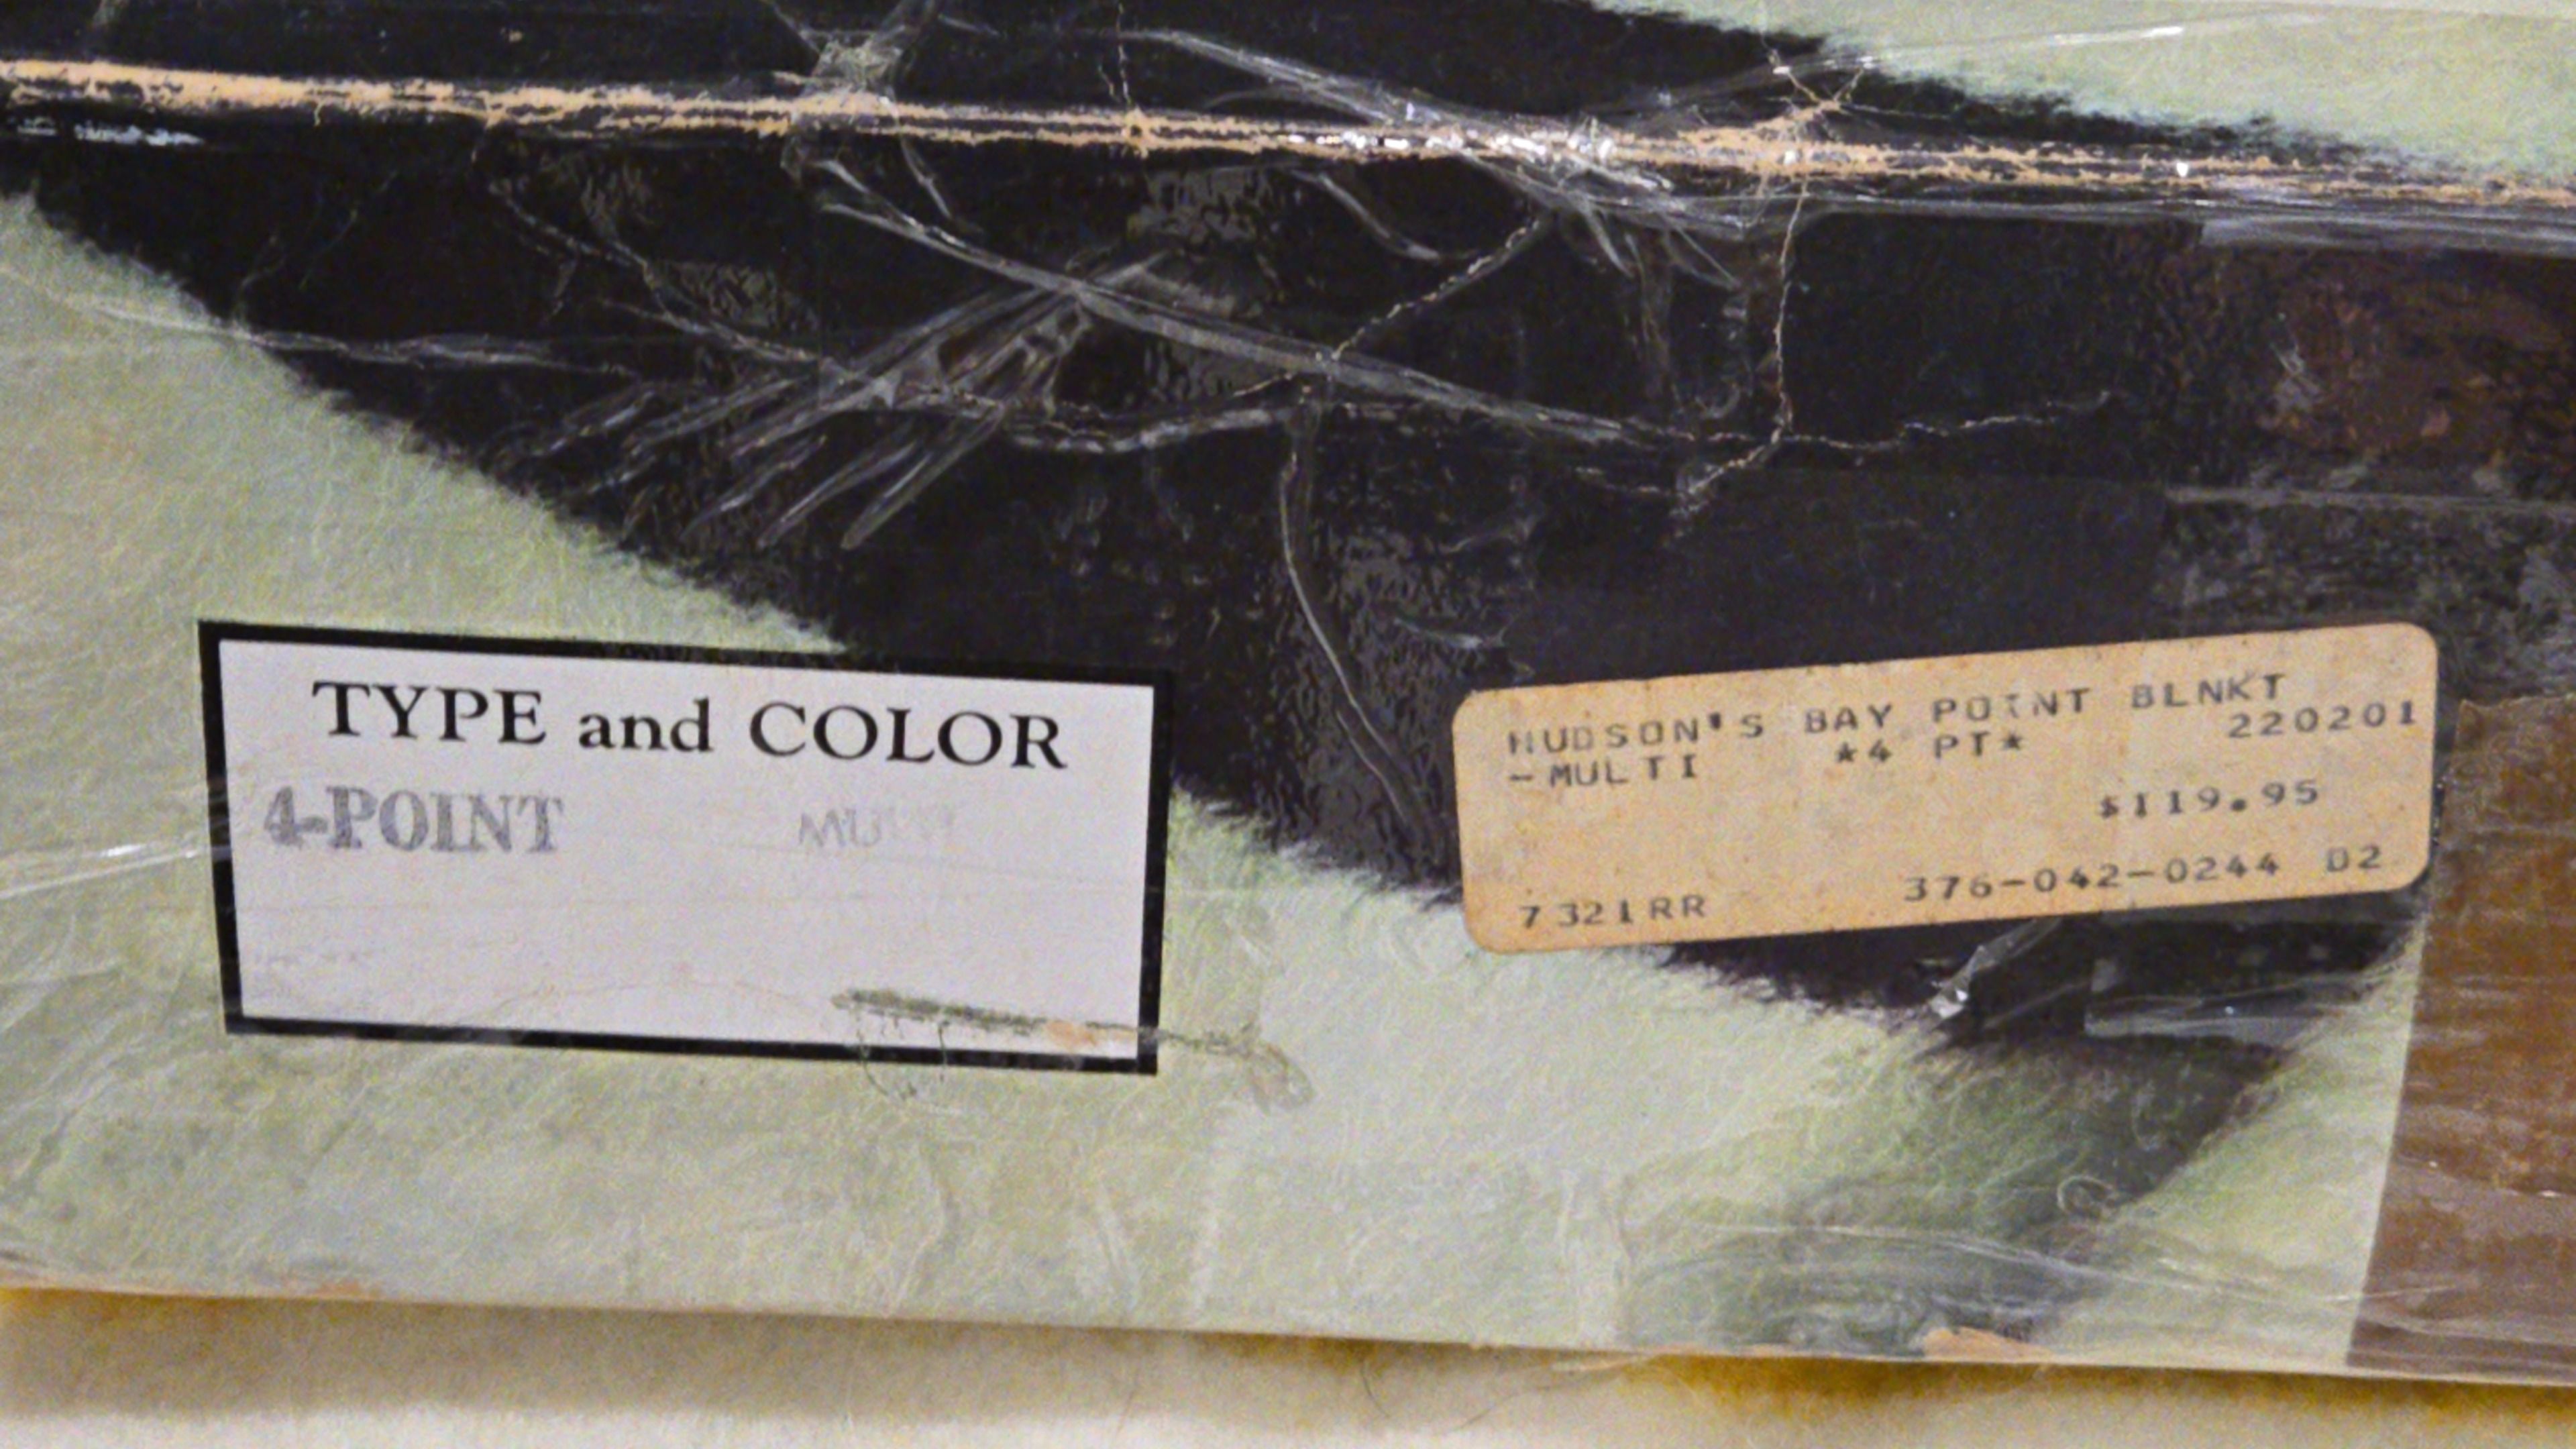 TYPE and COLOR
4-POINT MULTI
HUDSON'S BAY POINT BLNKT
220201
-MULTI *4 PT*
$119.95
7321RR 376-042-0244 D2